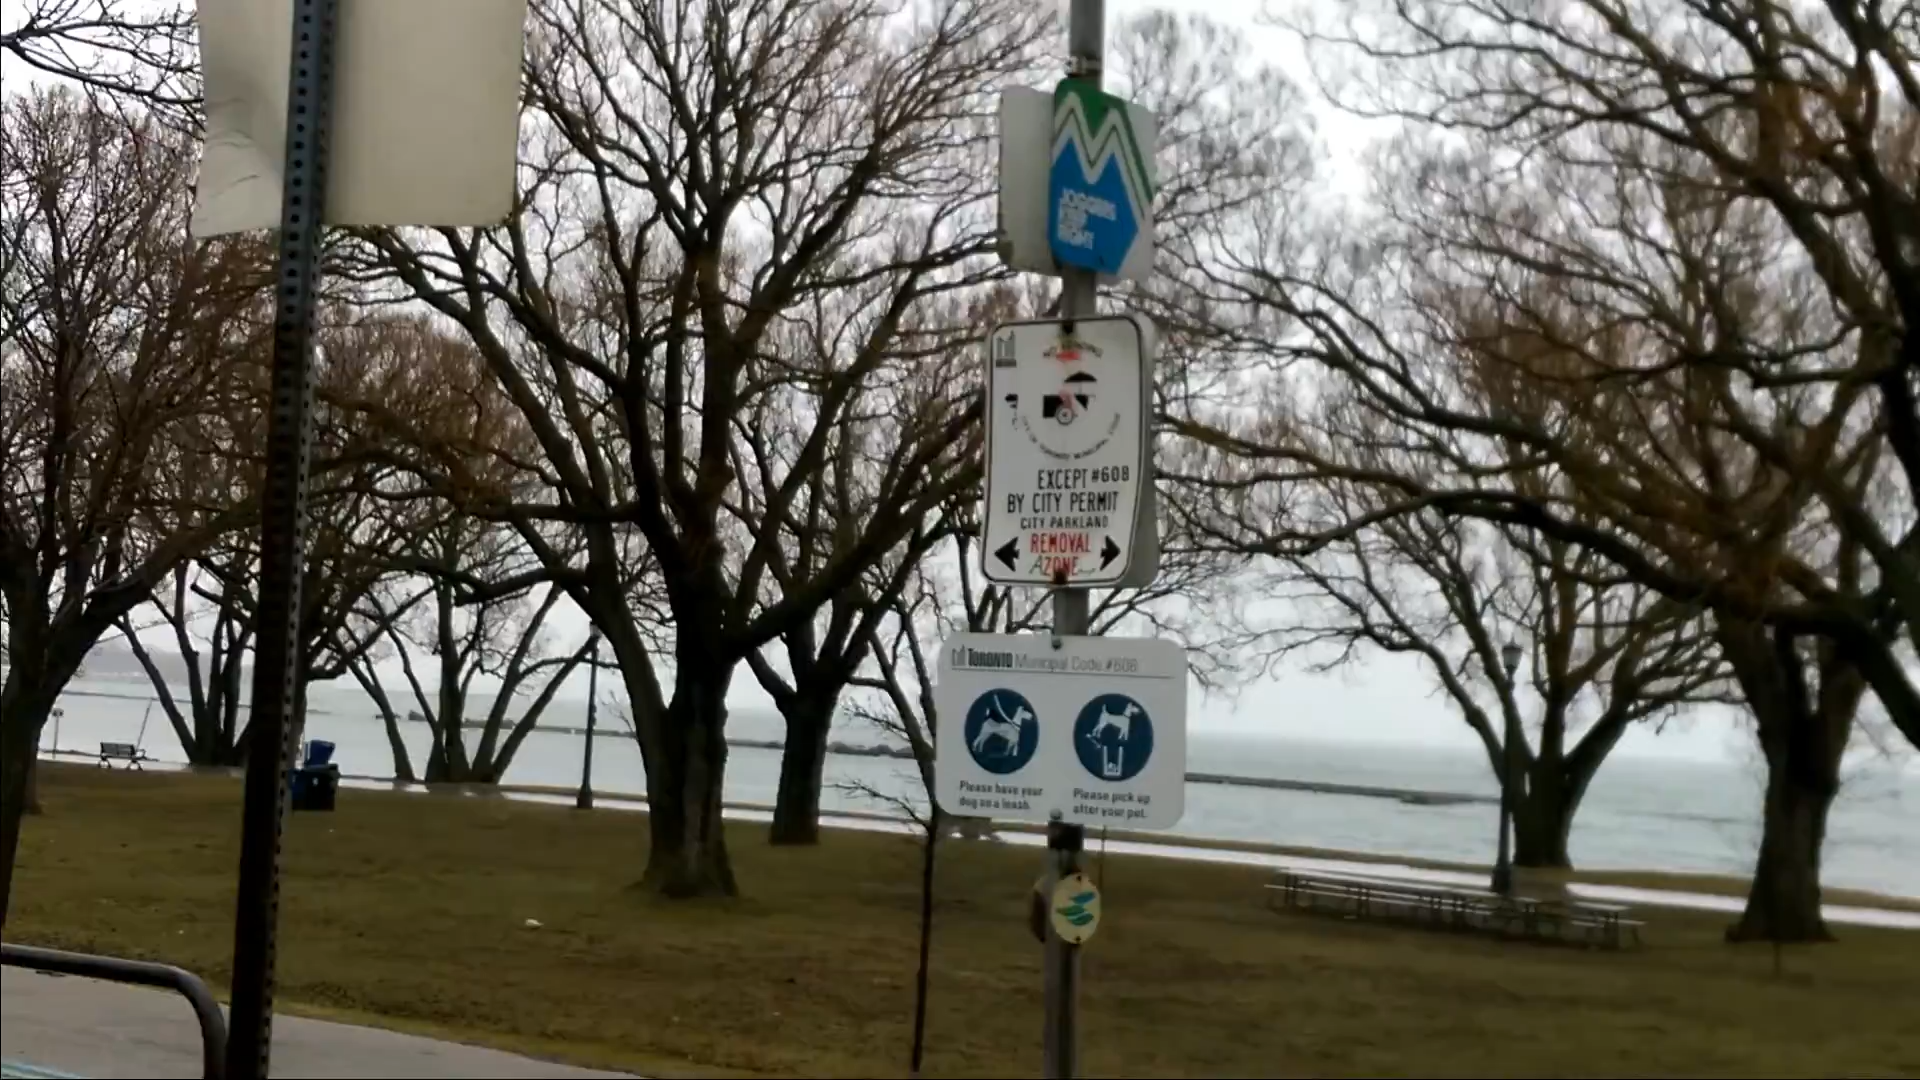 JOGGERS
KEEP
RIGHT
EXCEPT #608
BY CITY PERMIT
CITY PARKLAND
REMOVAL
ZONE
TORONTO Municipal Code #608
Please have your
dog on a leash.
Please pick up
after your pet.